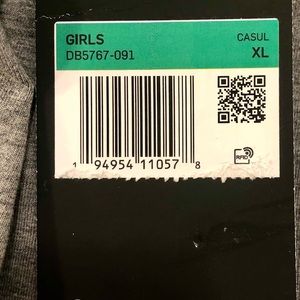 GIRLS CASUL
DB5767-091 XL
1 94954 11057 8
RFID